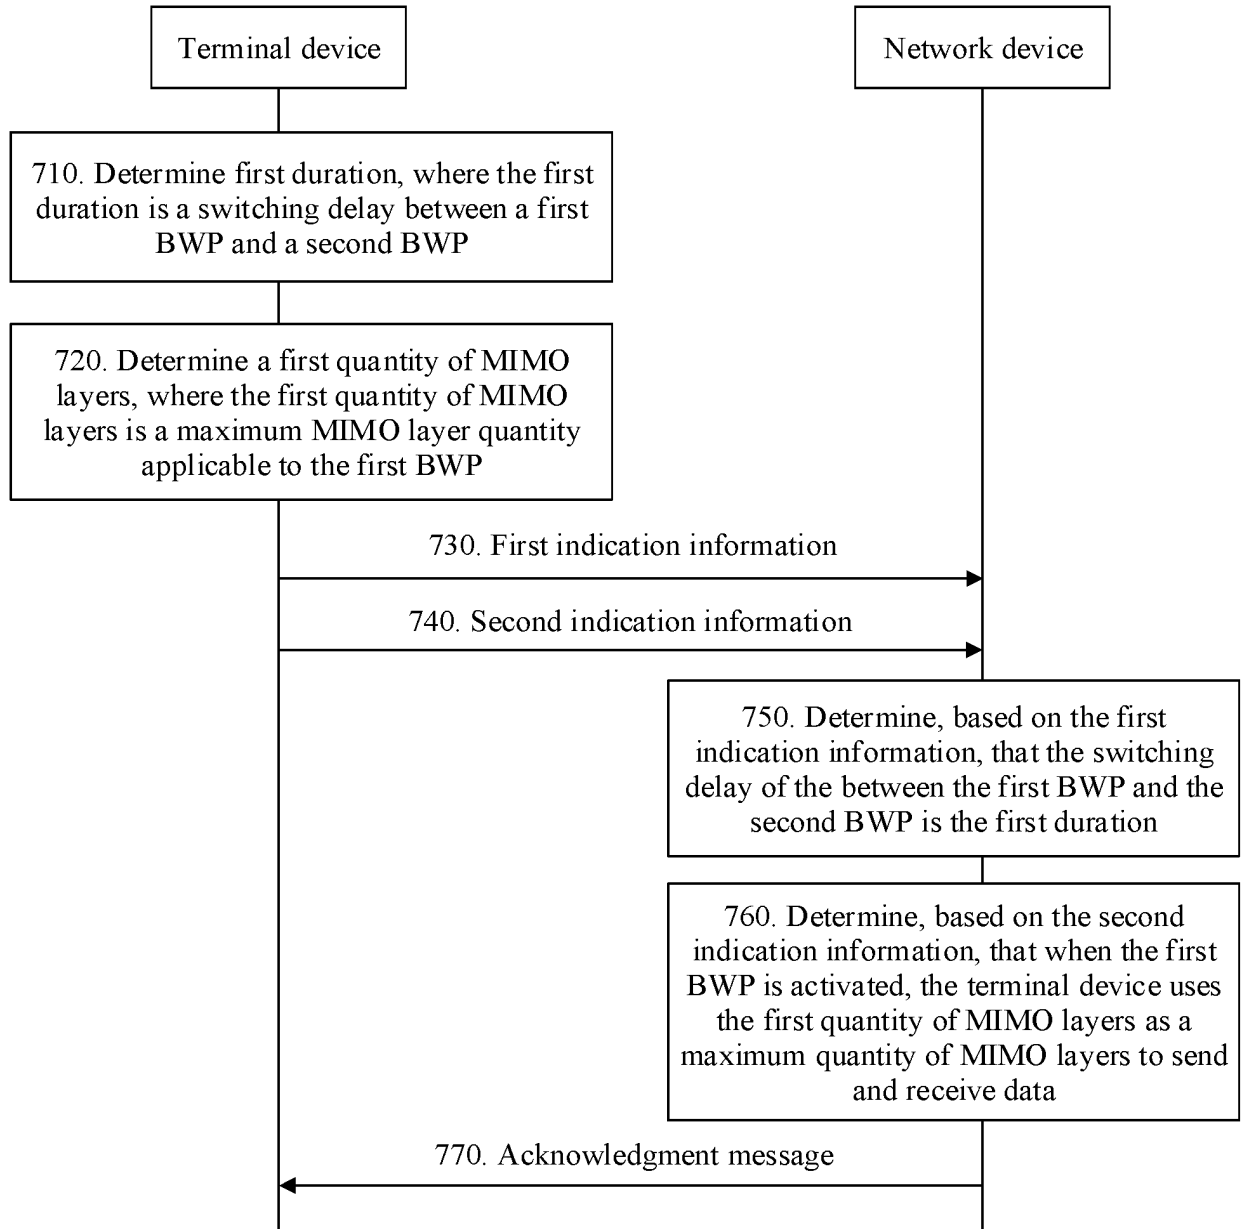 Terminal device
Network device
710. Determine first duration, where the first
duration is a switching delay between a first
BWP and a second BWP
720. Determine a first quantity of MIMO
layers, where the first quantity of MIMO
layers is a maximum MIMO layer quantity
applicable to the first BWP
730. First indication information
740. Second indication information
750. Determine, based on the first
indication information, that the switching
delay of the between the first BWP and the
second BWP is the first duration
760. Determine, based on the second
indication information, that when the first
BWP is activated, the terminal device uses
the first quantity of MIMO layers as a
maximum quantity of MIMO layers to send
and receive data
770. Acknowledgment message